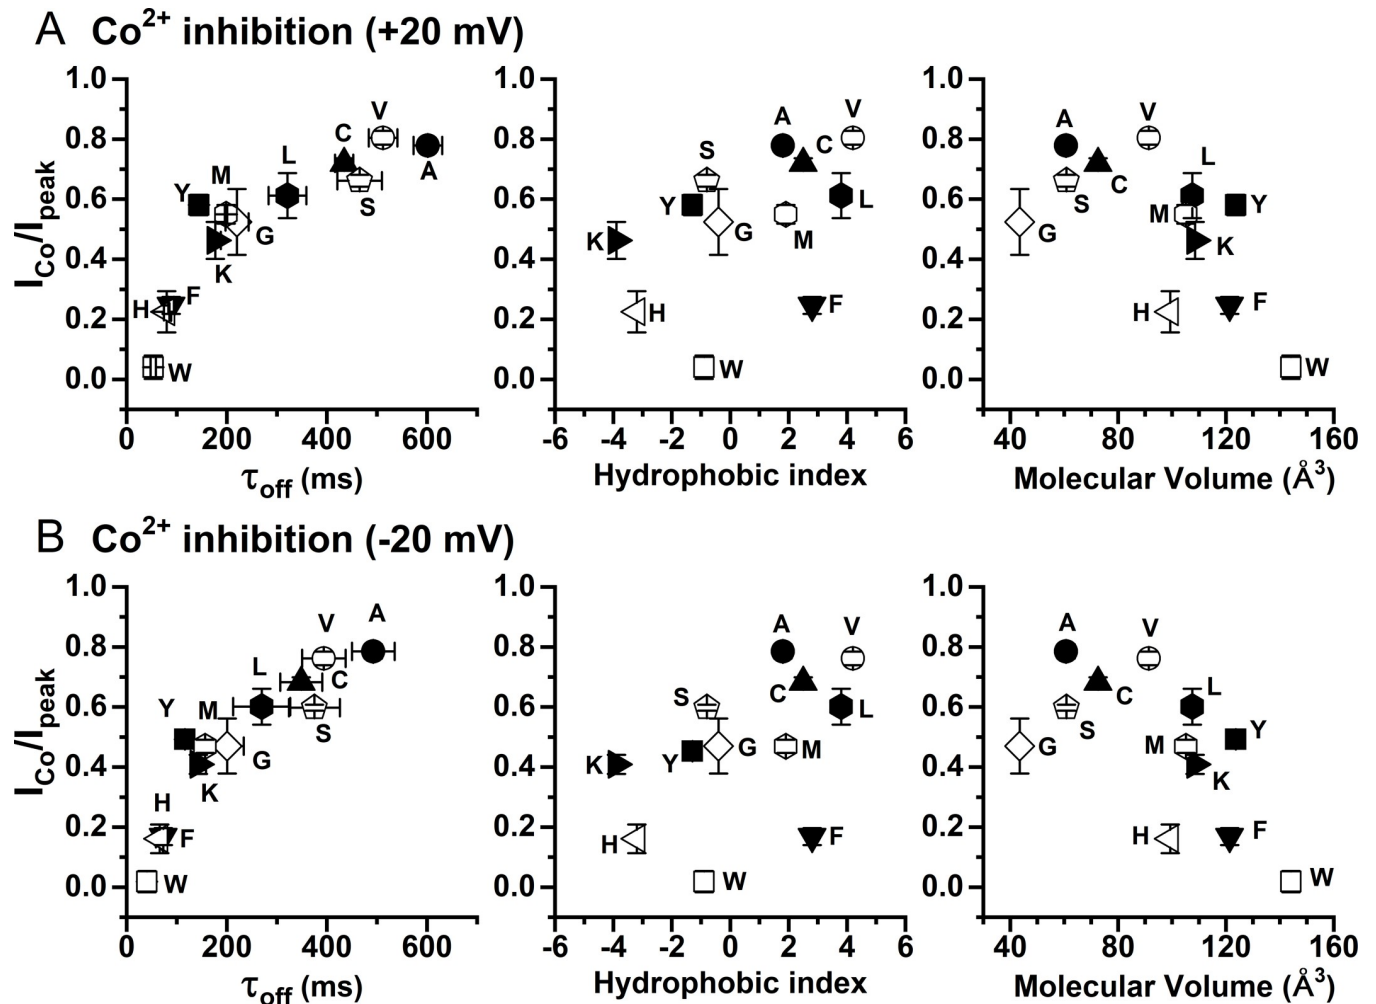 A Co²⁺ inhibition (+20 mV)
I_Co/I_peak
1.0
0.8
0.6
0.4
0.2
0.0
V
C
A
L
S
M
Y
G
K
F
H
W
0 200 400 600
τ_off (ms)
A
V
C
S
L
Y
G
M
K
F
H
W
-6 -4 -2 0 2 4 6
Hydrophobic index
1.0
0.8
0.6
0.4
0.2
0.0
A
V
L
C
S
M
Y
G
K
F
H
W
40 80 120 160
Molecular Volume (Å³)
1.0
0.8
0.6
0.4
0.2
0.0
B Co²⁺ inhibition (-20 mV)
I_Co/I_peak
1.0
0.8
0.6
0.4
0.2
0.0
A
V
L
C
Y
M
S
G
K
H
F
W
0 200 400 600
τ_off (ms)
1.0
0.8
0.6
0.4
0.2
0.0
A
V
C
S
L
Y
G
M
K
F
H
W
-6 -4 -2 0 2 4 6
Hydrophobic index
1.0
0.8
0.6
0.4
0.2
0.0
A
V
L
C
S
Y
G
M
K
H
F
W
40 80 120 160
Molecular Volume (Å³)